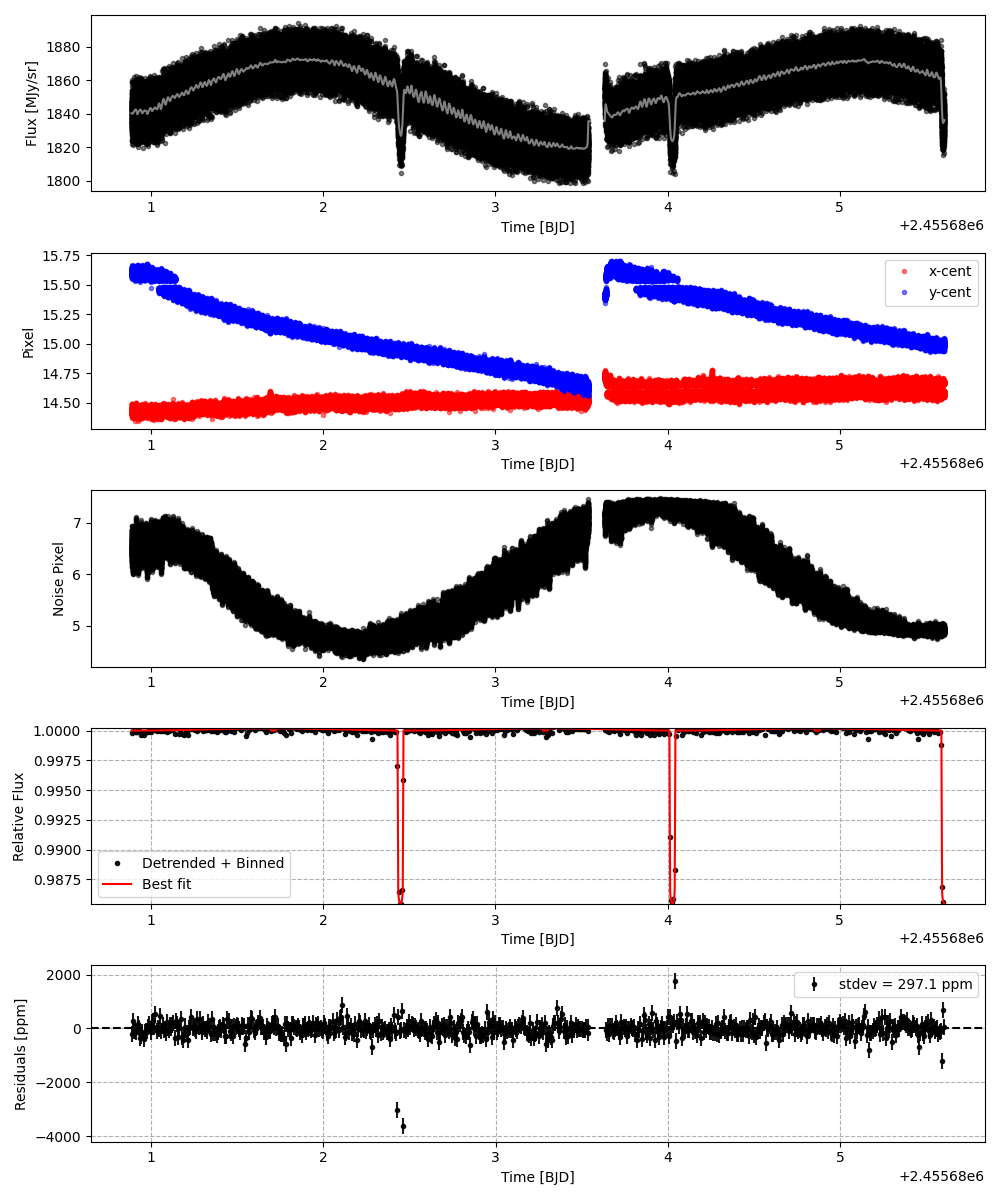 Flux [MJy/sr]
1880
1860
1840
1820
1800
1 2 3 4 5
Time [BJD]
+2.45568e6
Pixel
15.75
15.50
15.25
15.00
14.75
14.50
x-cent
y-cent
1 2 3 4 5
Time [BJD]
+2.45568e6
Noise Pixel
7
6
5
1 2 3 4 5
Time [BJD]
+2.45568e6
Relative Flux
1.0000
0.9975
0.9950
0.9925
0.9900
0.9875
Detrended + Binned
Best fit
1 2 3 4 5
Time [BJD]
+2.45568e6
Residuals [ppm]
2000
0
−2000
−4000
stdev = 297.1 ppm
1 2 3 4 5
Time [BJD]
+2.45568e6